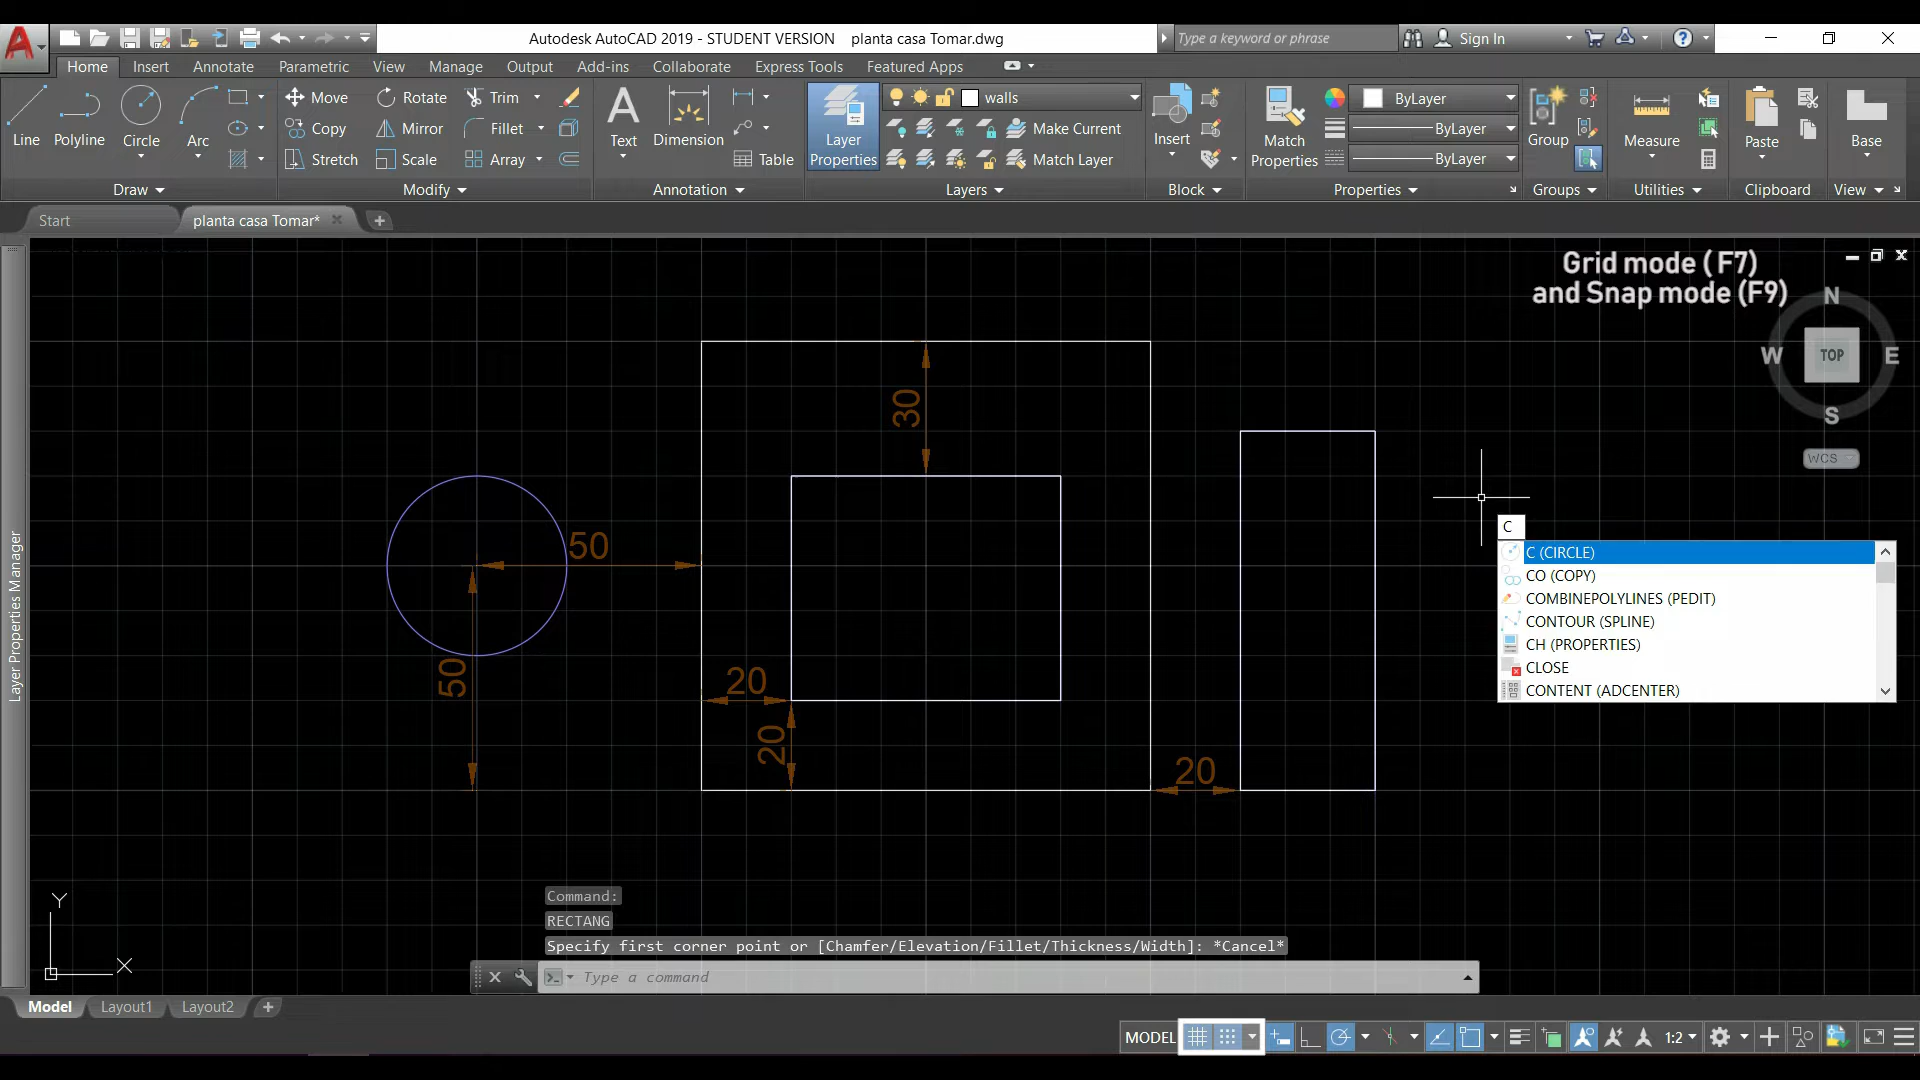 Autodesk AutoCAD 2019 - STUDENT VERSION planta casa Tomar.dwg
Type a keyword or phrase
Sign In
Home Insert Annotate Parametric View Manage Output Add-ins Collaborate Express Tools Featured Apps
Line
Polyline
Circle
Arc
Draw
Move
Rotate
Trim
Copy
Mirror
Fillet
Stretch
Scale
Array
Modify
Text
Dimension
Table
Annotation
Layer
Properties
walls
Make Current
Match Layer
Layers
Insert
Block
Match
Properties
ByLayer
ByLayer
ByLayer
Properties
Group
Groups
Measure
Utilities
Paste
Clipboard
Base
View
Start
planta casa Tomar*
Grid mode ( F7)
and Snap mode (F9)
N
W
TOP
E
S
WCS
Layer Properties Manager
30
50
50
20
20
20
C
C (CIRCLE)
CO (COPY)
COMBINEPOLYLINES (PEDIT)
CONTOUR (SPLINE)
CH (PROPERTIES)
CLOSE
CONTENT (ADCENTER)
Y
X
Command:
RECTANG
Specify first corner point or [Chamfer/Elevation/Fillet/Thickness/Width]: *Cancel*
Type a command
Model Layout1 Layout2
MODEL
1:2